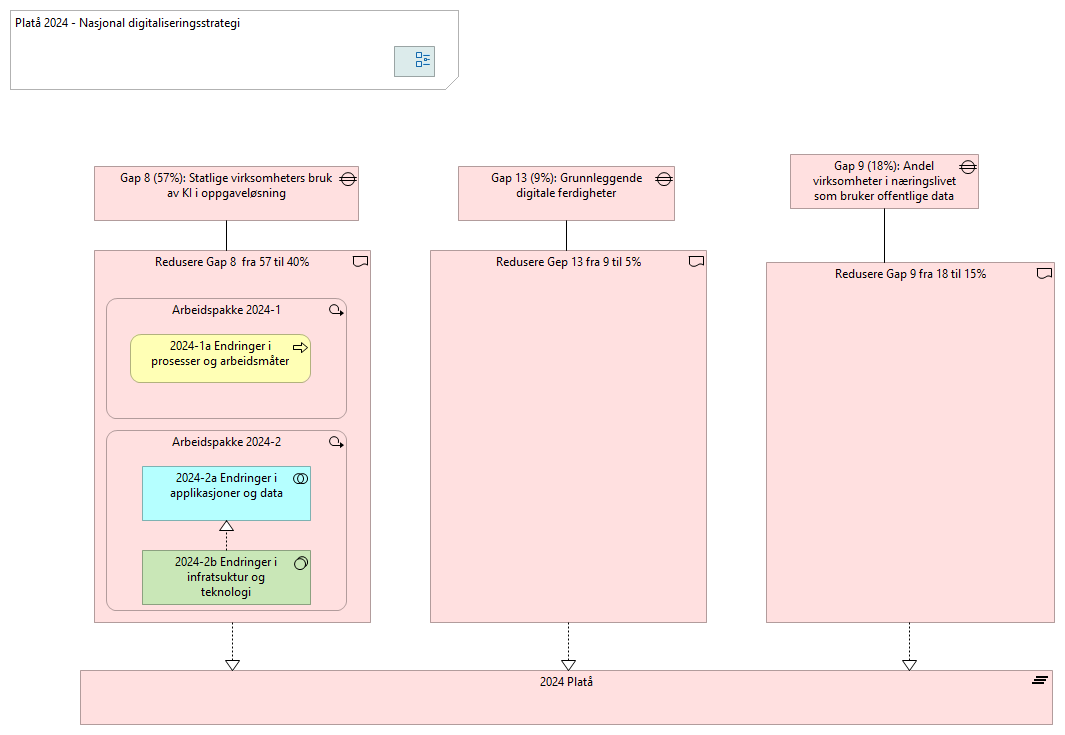 Platå 2024 - Nasjonal digitaliseringsstrategi
Gap 8 (57%): Statlige virksomheters bruk
av KI i oppgaveløsning
Gap 13 (9%): Grunnleggende
digitale ferdigheter
Gap 9 (18%): Andel
virksomheter i næringslivet
som bruker offentlige data
Redusere Gap 8  fra 57 til 40%
Arbeidspakke 2024-1
2024-1a Endringer i
prosesser og arbeidsmåter
Arbeidspakke 2024-2
2024-2a Endringer i
applikasjoner og data
2024-2b Endringer i
infratsuktur og
teknologi
Redusere Gep 13 fra 9 til 5%
Redusere Gap 9 fra 18 til 15%
2024 Platå